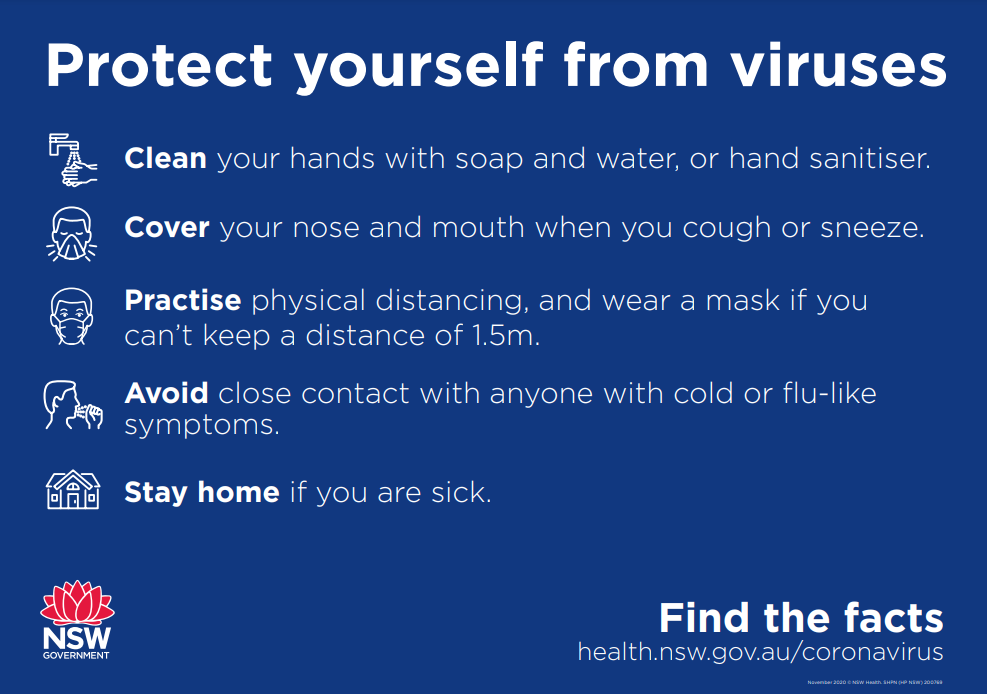 Protect yourself from viruses
Clean your hands with soap and water, or hand sanitiser.
Cover your nose and mouth when you cough or sneeze.
Practise physical distancing, and wear a mask if you
can’t keep a distance of 1.5m.
Avoid close contact with anyone with cold or flu-like
symptoms.
Stay home if you are sick.
NSW
GOVERNMENT
Find the facts
health.nsw.gov.au/coronavirus
November 2020 © NSW Health. SHPN (HP NSW) 200769